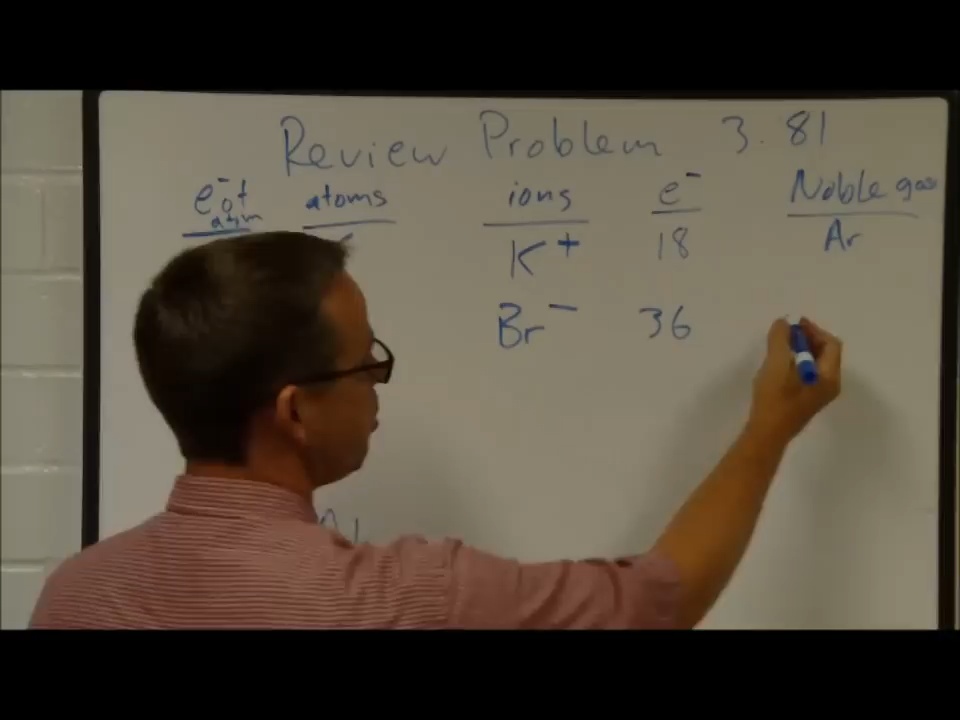 Review Problem 3.81
e⁻ of atom atoms ions e⁻ Noble gas
K⁺ 18 Ar
Br⁻ 36